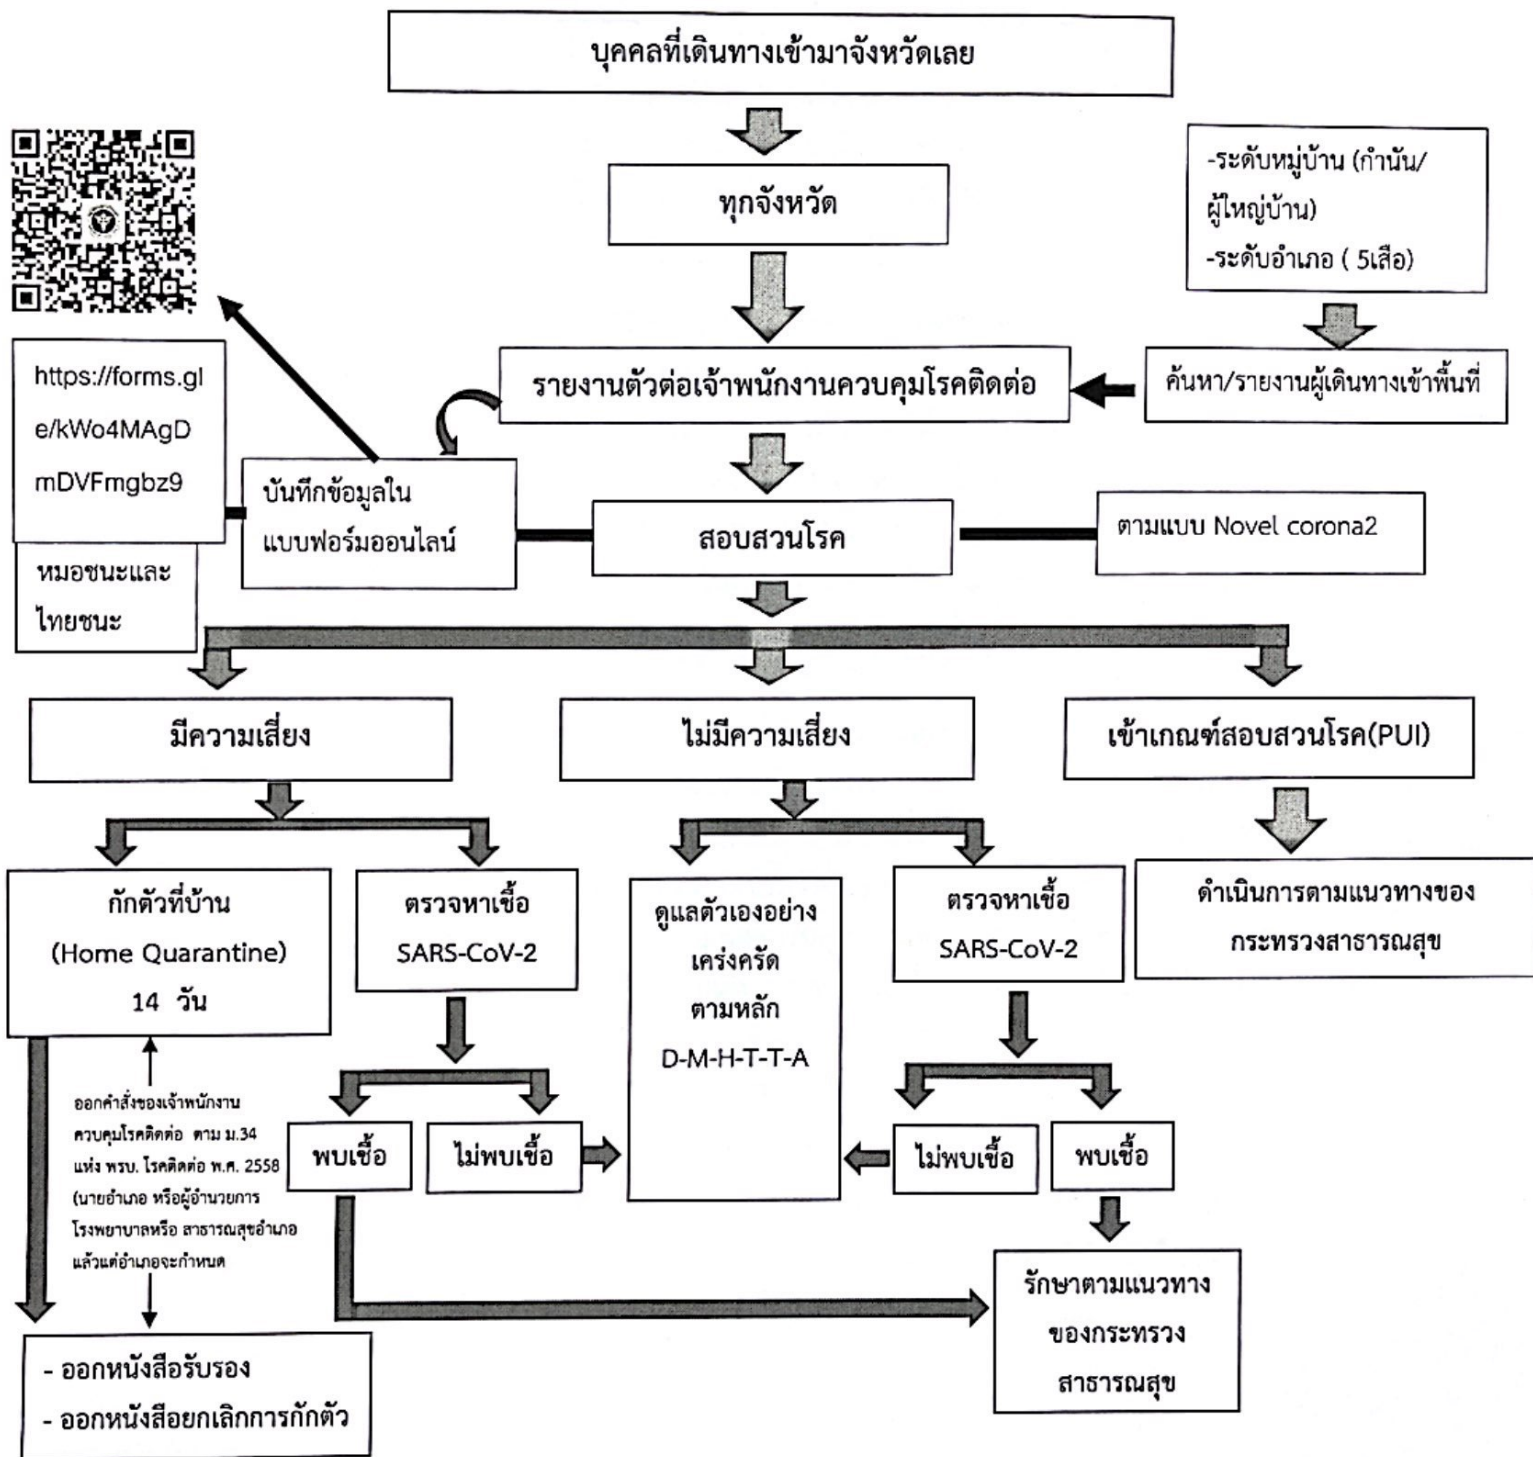 บุคคลที่เดินทางเข้ามาจังหวัดเลย
ทุกจังหวัด
-ระดับหมู่บ้าน (กำนัน/
ผู้ใหญ่บ้าน)
-ระดับอำเภอ ( 5เสือ)
รายงานตัวต่อเจ้าพนักงานควบคุมโรคติดต่อ
ค้นหา/รายงานผู้เดินทางเข้าพื้นที่
https://forms.gl
e/kWo4MAgD
mDVFmgbz9
หมอชนะและ
ไทยชนะ
บันทึกข้อมูลใน
แบบฟอร์มออนไลน์
สอบสวนโรค
ตามแบบ Novel corona2
มีความเสี่ยง
ไม่มีความเสี่ยง
เข้าเกณฑ์สอบสวนโรค(PUI)
กักตัวที่บ้าน
(Home Quarantine)
14 วัน
ตรวจหาเชื้อ
SARS-CoV-2
ดูแลตัวเองอย่าง
เคร่งครัด
ตามหลัก
D-M-H-T-T-A
ตรวจหาเชื้อ
SARS-CoV-2
ดำเนินการตามแนวทางของ
กระทรวงสาธารณสุข
ออกคำสั่งของเจ้าพนักงาน
ควบคุมโรคติดต่อ ตาม ม.34
แห่ง พรบ. โรคติดต่อ พ.ศ. 2558
(นายอำเภอ หรือผู้อำนวยการ
โรงพยาบาลหรือ สาธารณสุขอำเภอ
แล้วแต่อำเภอจะกำหนด
พบเชื้อ
ไม่พบเชื้อ
ไม่พบเชื้อ
พบเชื้อ
รักษาตามแนวทาง
ของกระทรวง
สาธารณสุข
- ออกหนังสือรับรอง
- ออกหนังสือยกเลิกการกักตัว